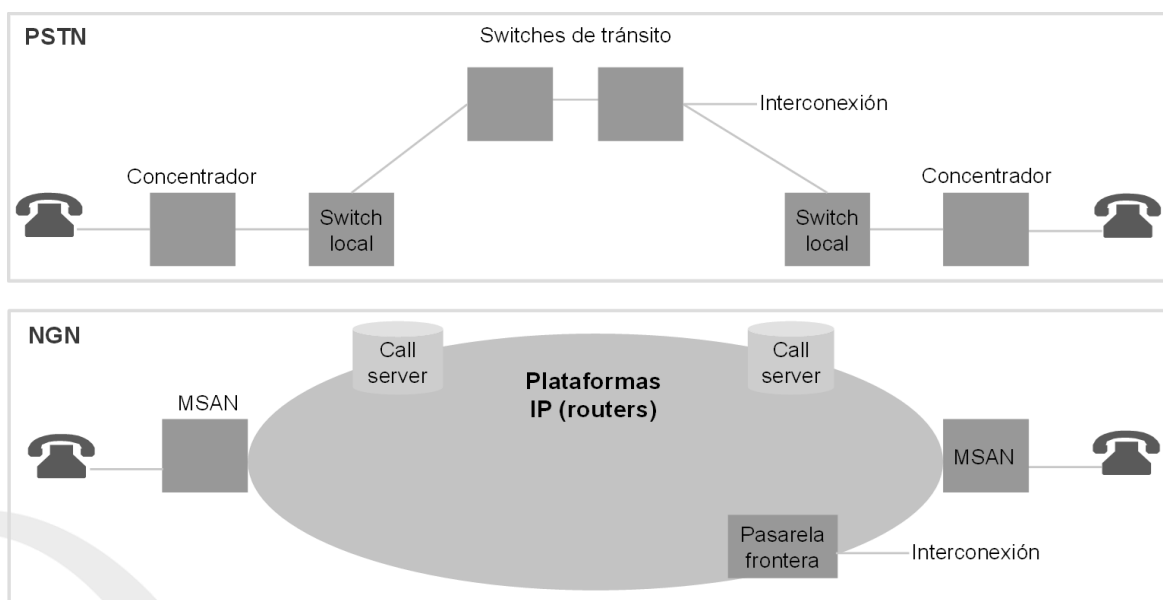 PSTN
Switches de tránsito
Interconexión
Concentrador
Concentrador
Switch
local
Switch
local
NGN
Call
server
Call
server
Plataformas
IP (routers)
MSAN
MSAN
Pasarela
frontera
Interconexión